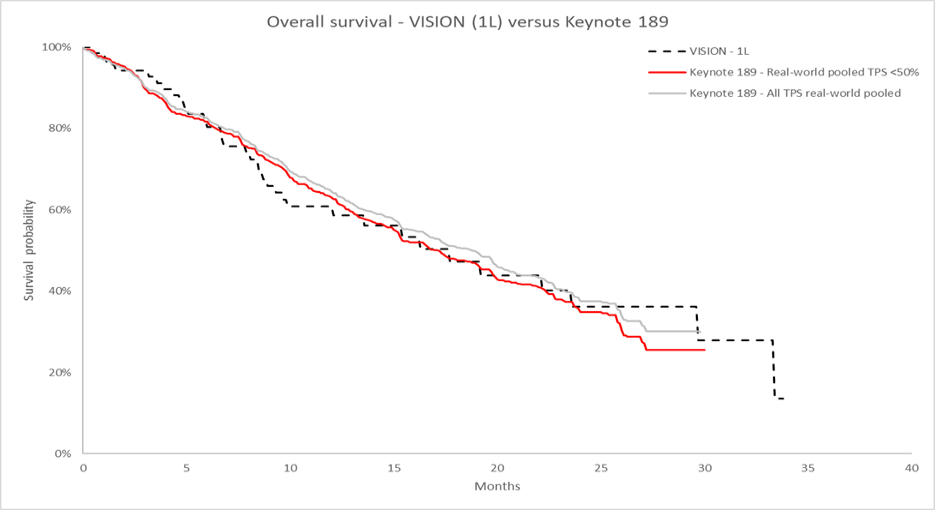 Overall survival - VISION (1L) versus Keynote 189
VISION - 1L
Keynote 189 - Real-world pooled TPS <50%
Keynote 189 - All TPS real-world pooled
Survival probability
100%
80%
60%
40%
20%
0%
0 5 10 15 20 25 30 35 40
Months